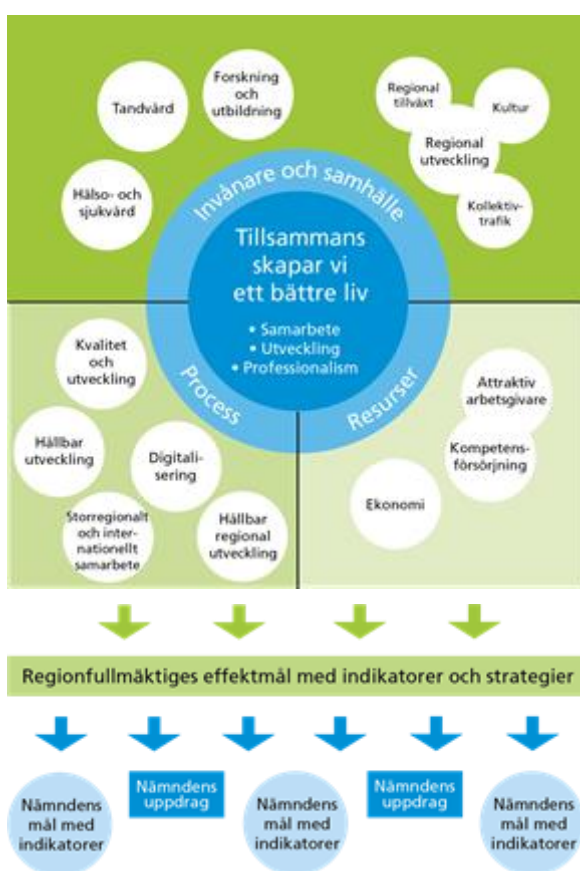 Tandvård
Forskning
och
utbildning
Hälso- och
sjukvård
Regional
tillväxt
Kultur
Regional
utveckling
Kollektiv-
trafik
Invånare och samhälle
Tillsammans
skapar vi
ett bättre liv
• Samarbete
• Utveckling
• Professionalism
Process
Resurser
Kvalitet
och
utveckling
Hållbar
utveckling
Digitali-
sering
Storregionalt
och inter-
nationellt
samarbete
Hållbar
regional
utveckling
Attraktiv
arbetsgivare
Kompetens-
försörjning
Ekonomi
Regionfullmäktiges effektmål med indikatorer och strategier
Nämndens
mål med
indikatorer
Nämndens
uppdrag
Nämndens
mål med
indikatorer
Nämndens
uppdrag
Nämndens
mål med
indikatorer